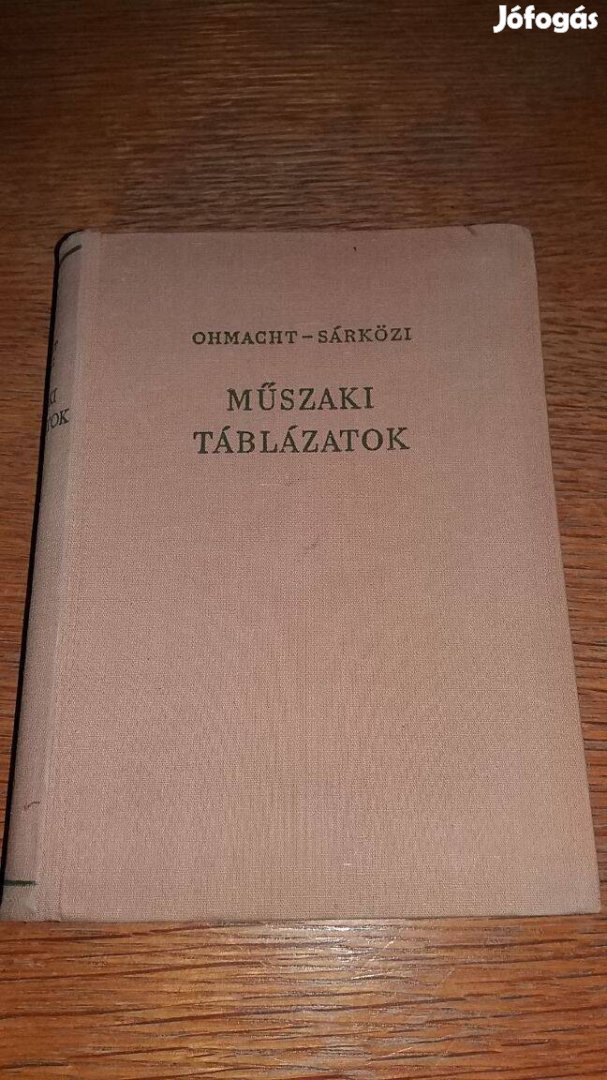 Jófogás
OHMACHT – SÁRKÖZI
MŰSZAKI
TÁBLÁZATOK